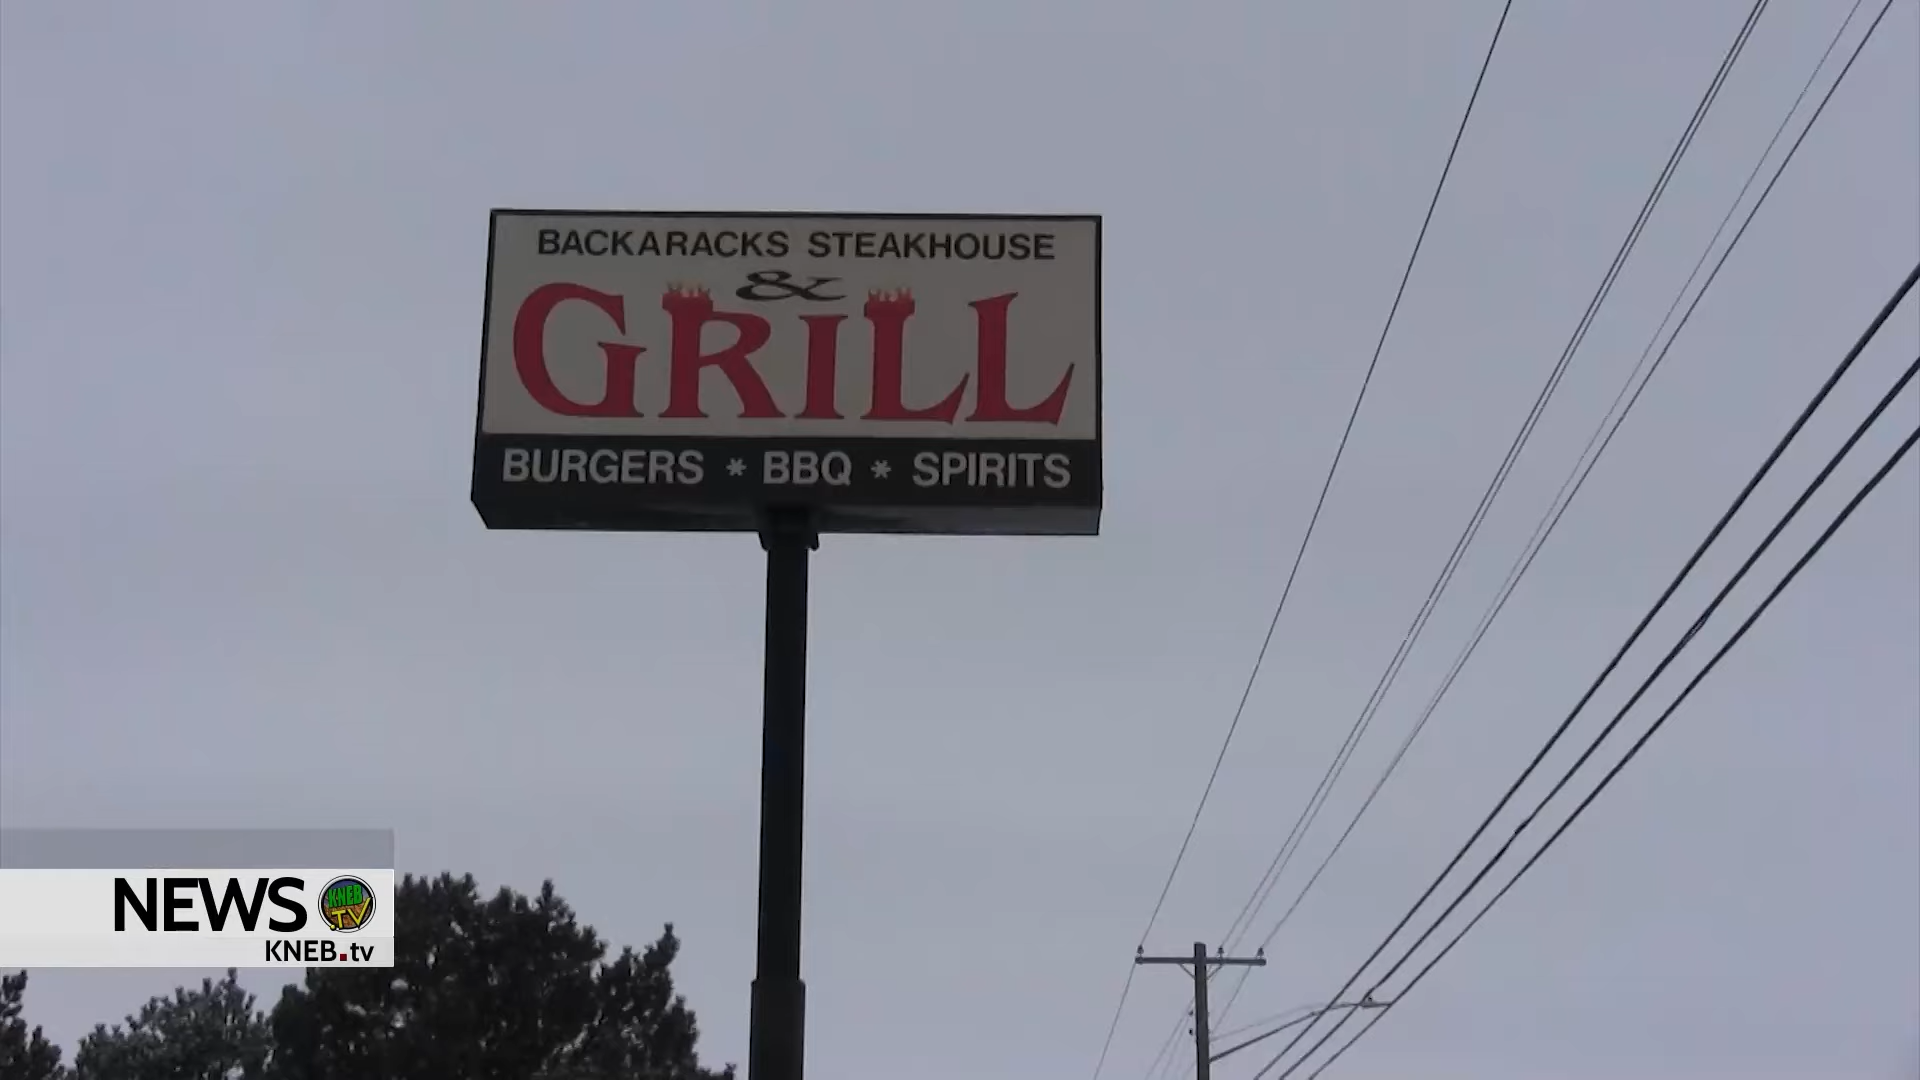 BACKARACKS STEAKHOUSE
&
GRILL
BURGERS * BBQ * SPIRITS
NEWS KNEB.TV
KNEB.tv